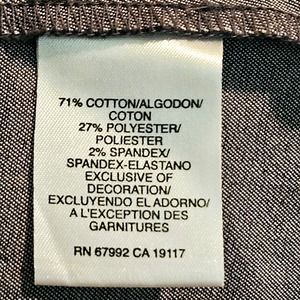 71% COTTON/ALGODON/
COTON
27% POLYESTER/
POLIESTER
2% SPANDEX/
SPANDEX-ELASTANO
EXCLUSIVE OF
DECORATION/
EXCLUYENDO EL ADORNO/
A L'EXCEPTION DES
GARNITURES
RN 67992 CA 19117